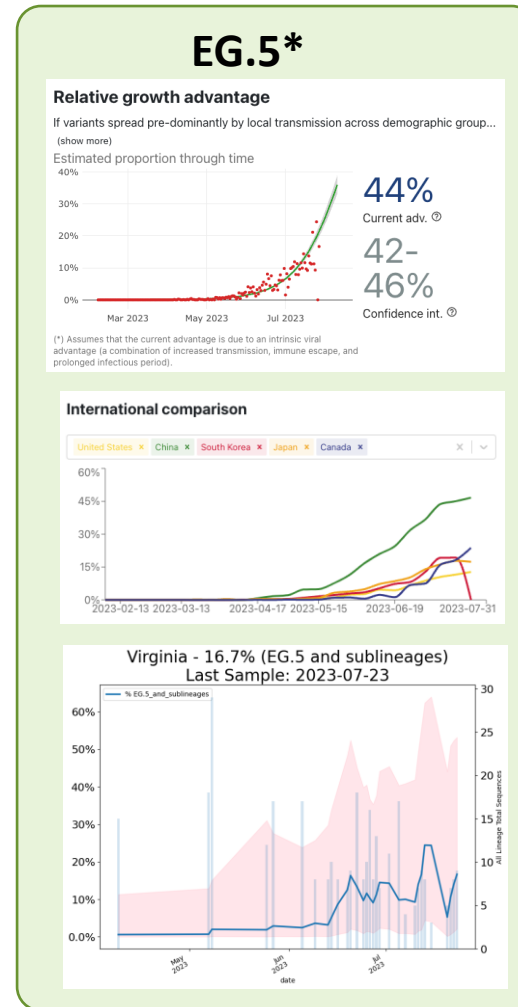 EG.5*
Relative growth advantage
If variants spread pre-dominantly by local transmission across demographic group...
(show more)
Estimated proportion through time
40%
30%
20%
10%
0%
Mar 2023 May 2023 Jul 2023
44%
Current adv. ?
42-
46%
Confidence int. ?
(*) Assumes that the current advantage is due to an intrinsic viral
advantage (a combination of increased transmission, immune escape, and
prolonged infectious period).
International comparison
United States × China × South Korea × Japan × Canada ×
60%
45%
30%
15%
0%
2023-02-13 2023-03-13 2023-04-17 2023-05-15 2023-06-19 2023-07-31
Virginia - 16.7% (EG.5 and sublineages)
Last Sample: 2023-07-23
% EG.5_and_sublineages
60%
50%
40%
30%
20%
10%
0.0%
30
25
20
15
10
5
0
All Lineage Total Sequences
May
2023
Jun
2023
Jul
2023
date